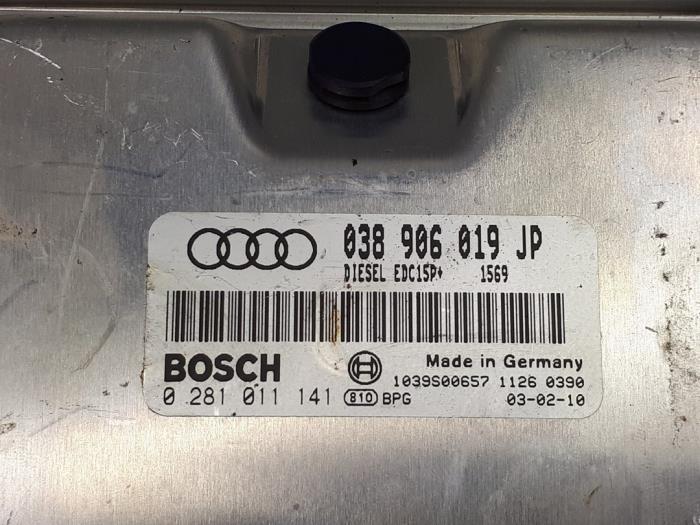 038 906 019 JP
DIESEL EDC15P+ 1569
BOSCH
Made in Germany
1039S00657 1126 0390
0 281 011 141 810 BPG 03-02-10